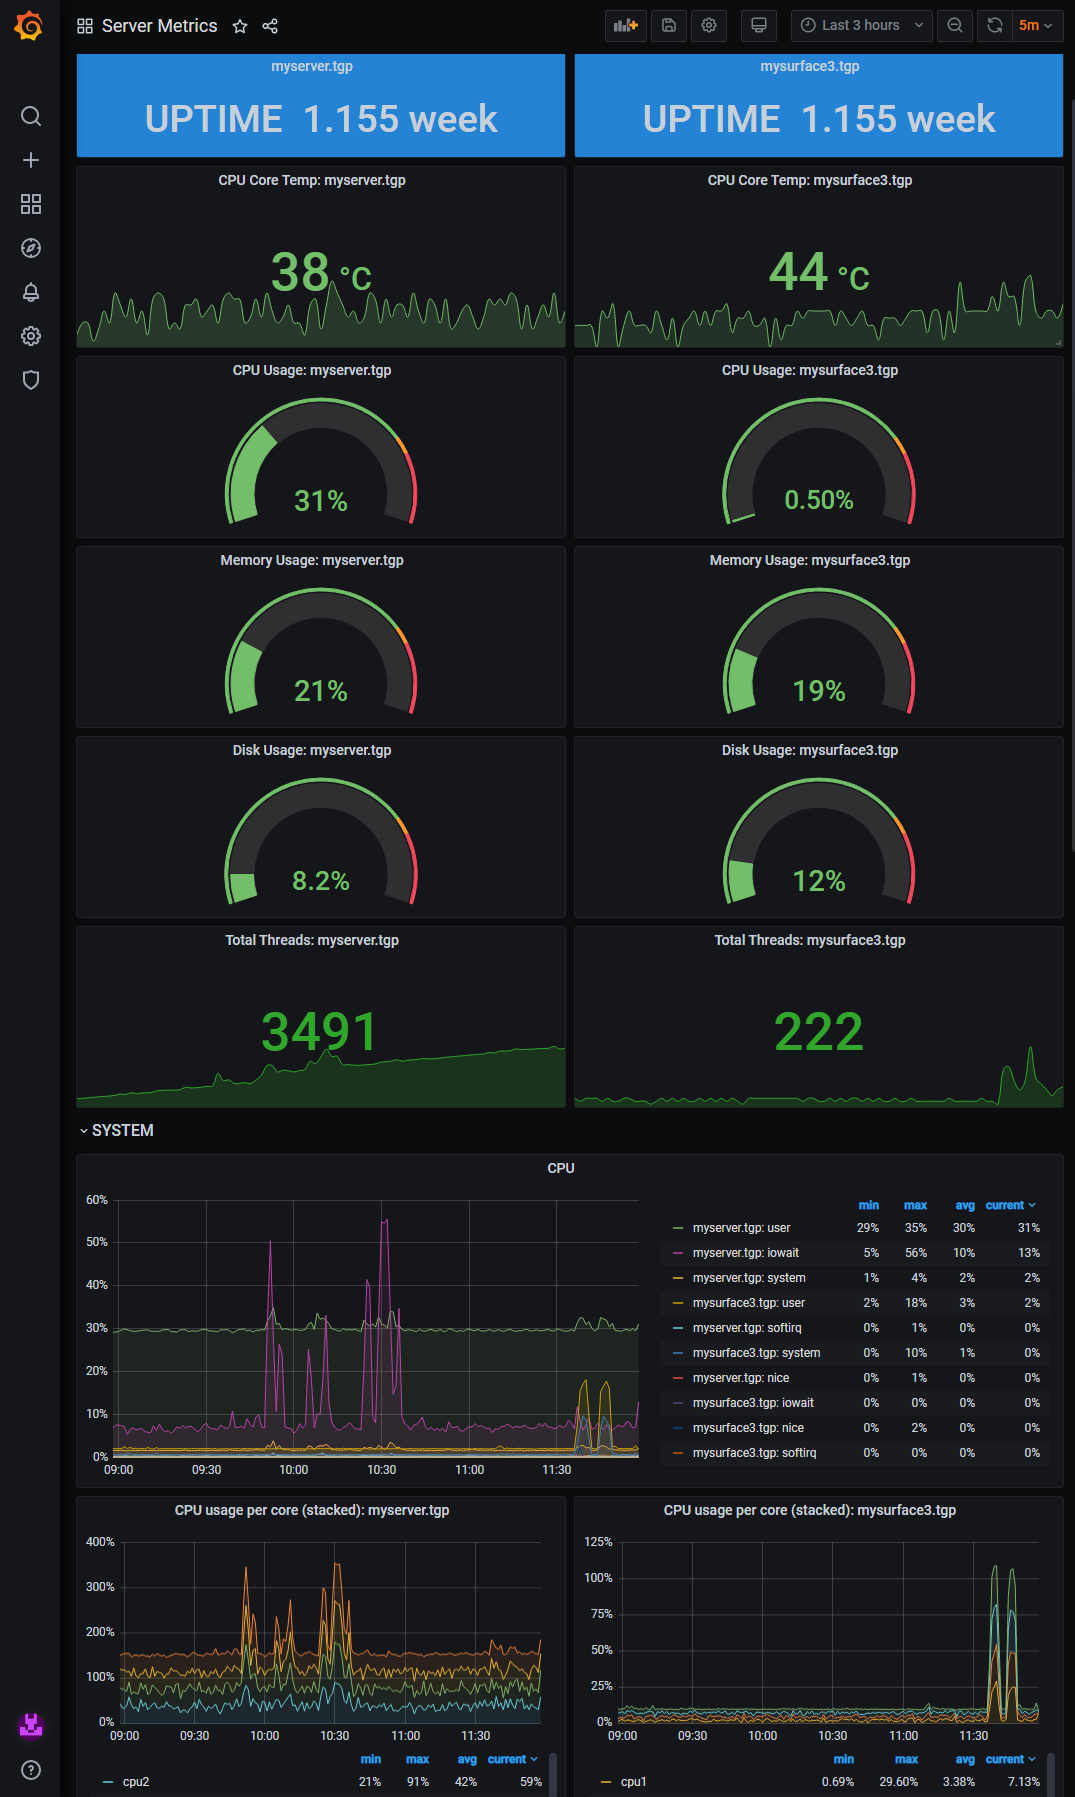 Server Metrics
Last 3 hours
5m
myserver.tgp
mysurface3.tgp
UPTIME 1.155 week
UPTIME 1.155 week
CPU Core Temp: myserver.tgp
CPU Core Temp: mysurface3.tgp
38 °C
44 °C
CPU Usage: myserver.tgp
CPU Usage: mysurface3.tgp
31%
0.50%
Memory Usage: myserver.tgp
Memory Usage: mysurface3.tgp
21%
19%
Disk Usage: myserver.tgp
Disk Usage: mysurface3.tgp
8.2%
12%
Total Threads: myserver.tgp
Total Threads: mysurface3.tgp
3491
222
SYSTEM
CPU
60%
50%
40%
30%
20%
10%
0%
09:00 09:30 10:00 10:30 11:00 11:30
min max avg current
myserver.tgp: user 29% 35% 30% 31%
myserver.tgp: iowait 5% 56% 10% 13%
myserver.tgp: system 1% 4% 2% 2%
mysurface3.tgp: user 2% 18% 3% 2%
myserver.tgp: softirq 0% 1% 0% 0%
mysurface3.tgp: system 0% 10% 1% 0%
myserver.tgp: nice 0% 1% 0% 0%
mysurface3.tgp: iowait 0% 0% 0% 0%
mysurface3.tgp: nice 0% 2% 0% 0%
mysurface3.tgp: softirq 0% 0% 0% 0%
CPU usage per core (stacked): myserver.tgp
400%
300%
200%
100%
0%
09:00 09:30 10:00 10:30 11:00 11:30
min max avg current
cpu2 21% 91% 42% 59%
CPU usage per core (stacked): mysurface3.tgp
125%
100%
75%
50%
25%
0%
09:00 09:30 10:00 10:30 11:00 11:30
min max avg current
cpu1 0.69% 29.60% 3.38% 7.13%